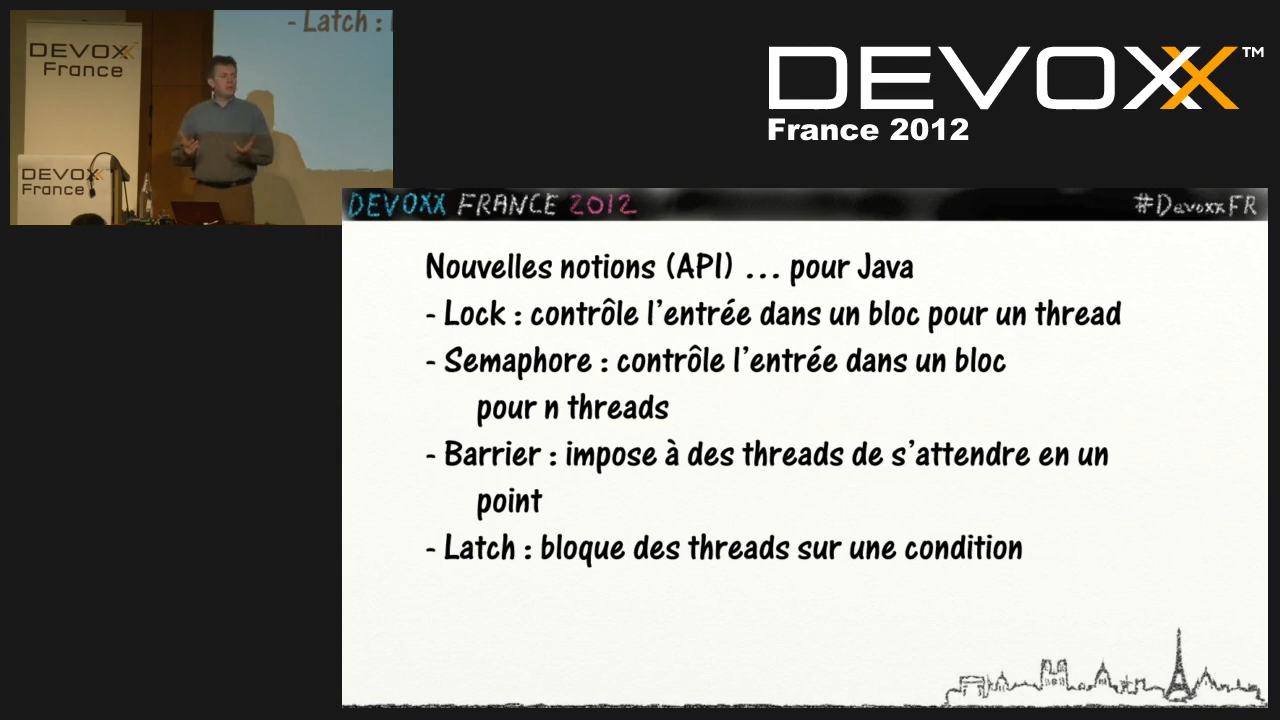 - Latch :
DEVOXX
France
DEVOXX
France
DEVOXX™
France 2012
DEVOXX FRANCE 2012
#DevoxxFR
Nouvelles notions (API) ... pour Java
- Lock : contrôle l'entrée dans un bloc pour un thread
- Semaphore : contrôle l'entrée dans un bloc
pour n threads
- Barrier : impose à des threads de s'attendre en un
point
- Latch : bloque des threads sur une condition